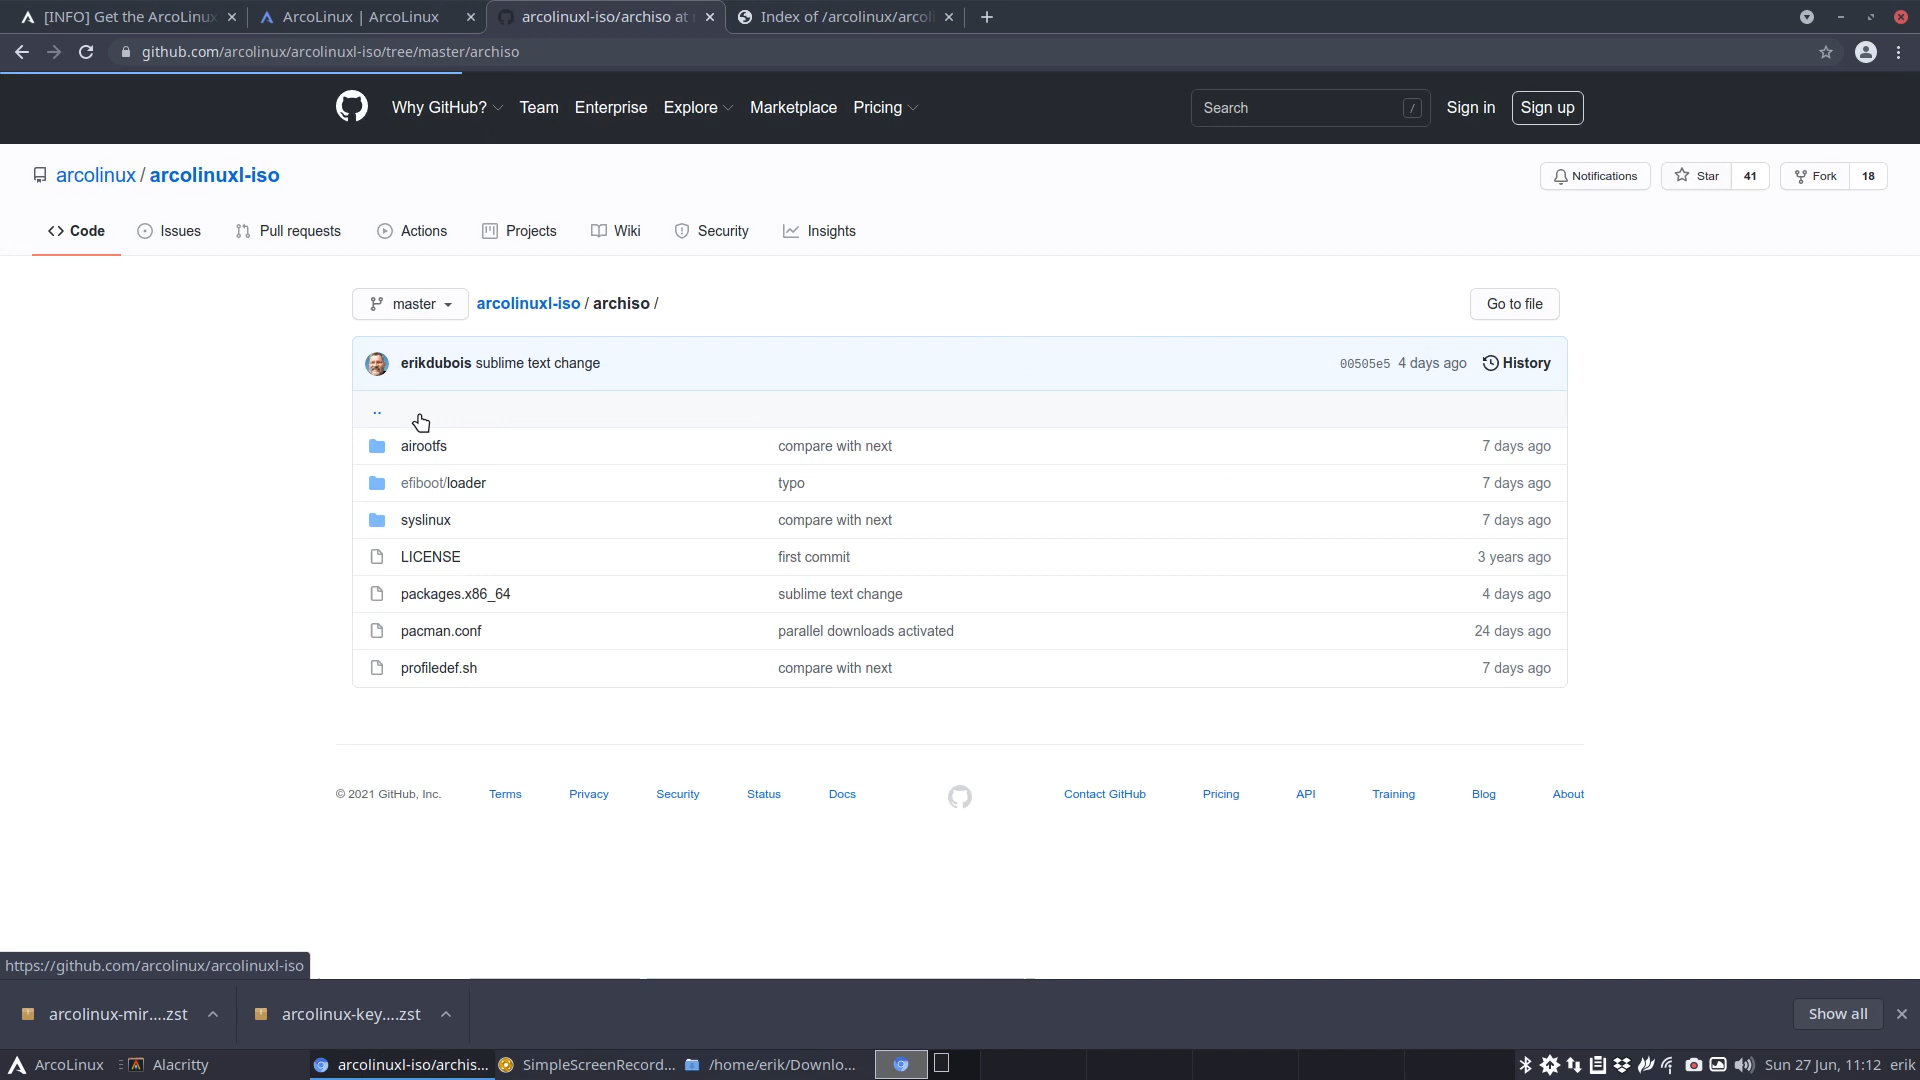 [INFO] Get the ArcoLinux
ArcoLinux | ArcoLinux
arcolinuxl-iso/archiso at
Index of /arcolinux/arcoli
github.com/arcolinux/arcolinuxl-iso/tree/master/archiso
Why GitHub? Team Enterprise Explore Marketplace Pricing
Search /
Sign in
Sign up
arcolinux / arcolinuxl-iso
Notifications
Star 41
Fork 18
Code Issues Pull requests Actions Projects Wiki Security Insights
master
arcolinuxl-iso / archiso /
Go to file
erikdubois sublime text change 00505e5 4 days ago History
..
airootfs compare with next 7 days ago
efiboot/loader typo 7 days ago
syslinux compare with next 7 days ago
LICENSE first commit 3 years ago
packages.x86_64 sublime text change 4 days ago
pacman.conf parallel downloads activated 24 days ago
profiledef.sh compare with next 7 days ago
© 2021 GitHub, Inc. Terms Privacy Security Status Docs Contact GitHub Pricing API Training Blog About
https://github.com/arcolinux/arcolinuxl-iso
arcolinux-mir....zst
arcolinux-key....zst
Show all
ArcoLinux Alacritty arcolinuxl-iso/archis... SimpleScreenRecord... /home/erik/Downlo... Sun 27 Jun, 11:12 erik